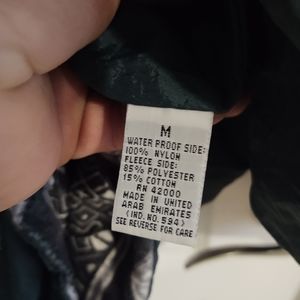 M
WATER PROOF SIDE:
100% NYLON
FLEECE SIDE:
85% POLYESTER
15% COTTON
RN 42000
MADE IN UNITED
ARAB EMIRATES
(IND. NO. 594)
SEE REVERSE FOR CARE